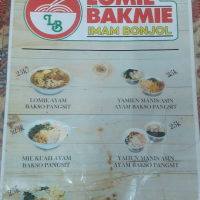 LOMIE
BAKMIE
LB
IMAM BONJOL
LOMIE AYAM
BAKSO PANGSIT
YAMIEN MANIS/ASIN
AYAM BAKSO PANGSIT
MIE KUAH AYAM
BAKSO PANGSIT
YAMIEN MANIS/ASIN
AYAM BAKSO PANGSIT